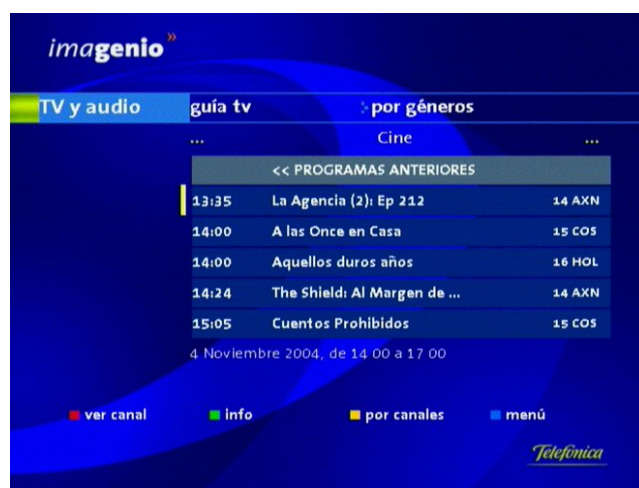 imagenio»
TV y audio guía tv por géneros
... Cine ...
<< PROGRAMAS ANTERIORES
13:35 La Agencia (2): Ep 212 14 AXN
14:00 A las Once en Casa 15 COS
14:00 Aquellos duros años 16 HOL
14:24 The Shield: Al Margen de ... 14 AXN
15:05 Cuentos Prohibidos 15 COS
4 Noviembre 2004, de 14 00 a 17 00
ver canal info por canales menú
Telefónica